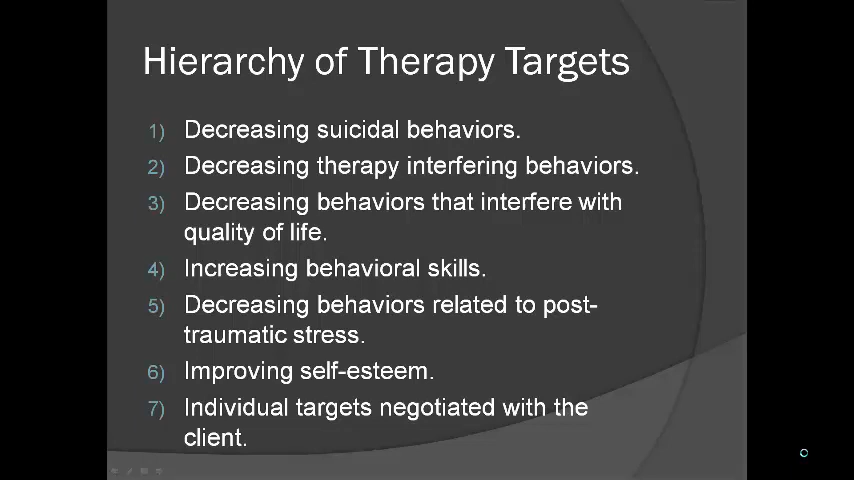 Hierarchy of Therapy Targets
1) Decreasing suicidal behaviors.
2) Decreasing therapy interfering behaviors.
3) Decreasing behaviors that interfere with
quality of life.
4) Increasing behavioral skills.
5) Decreasing behaviors related to post-
traumatic stress.
6) Improving self-esteem.
7) Individual targets negotiated with the
client.